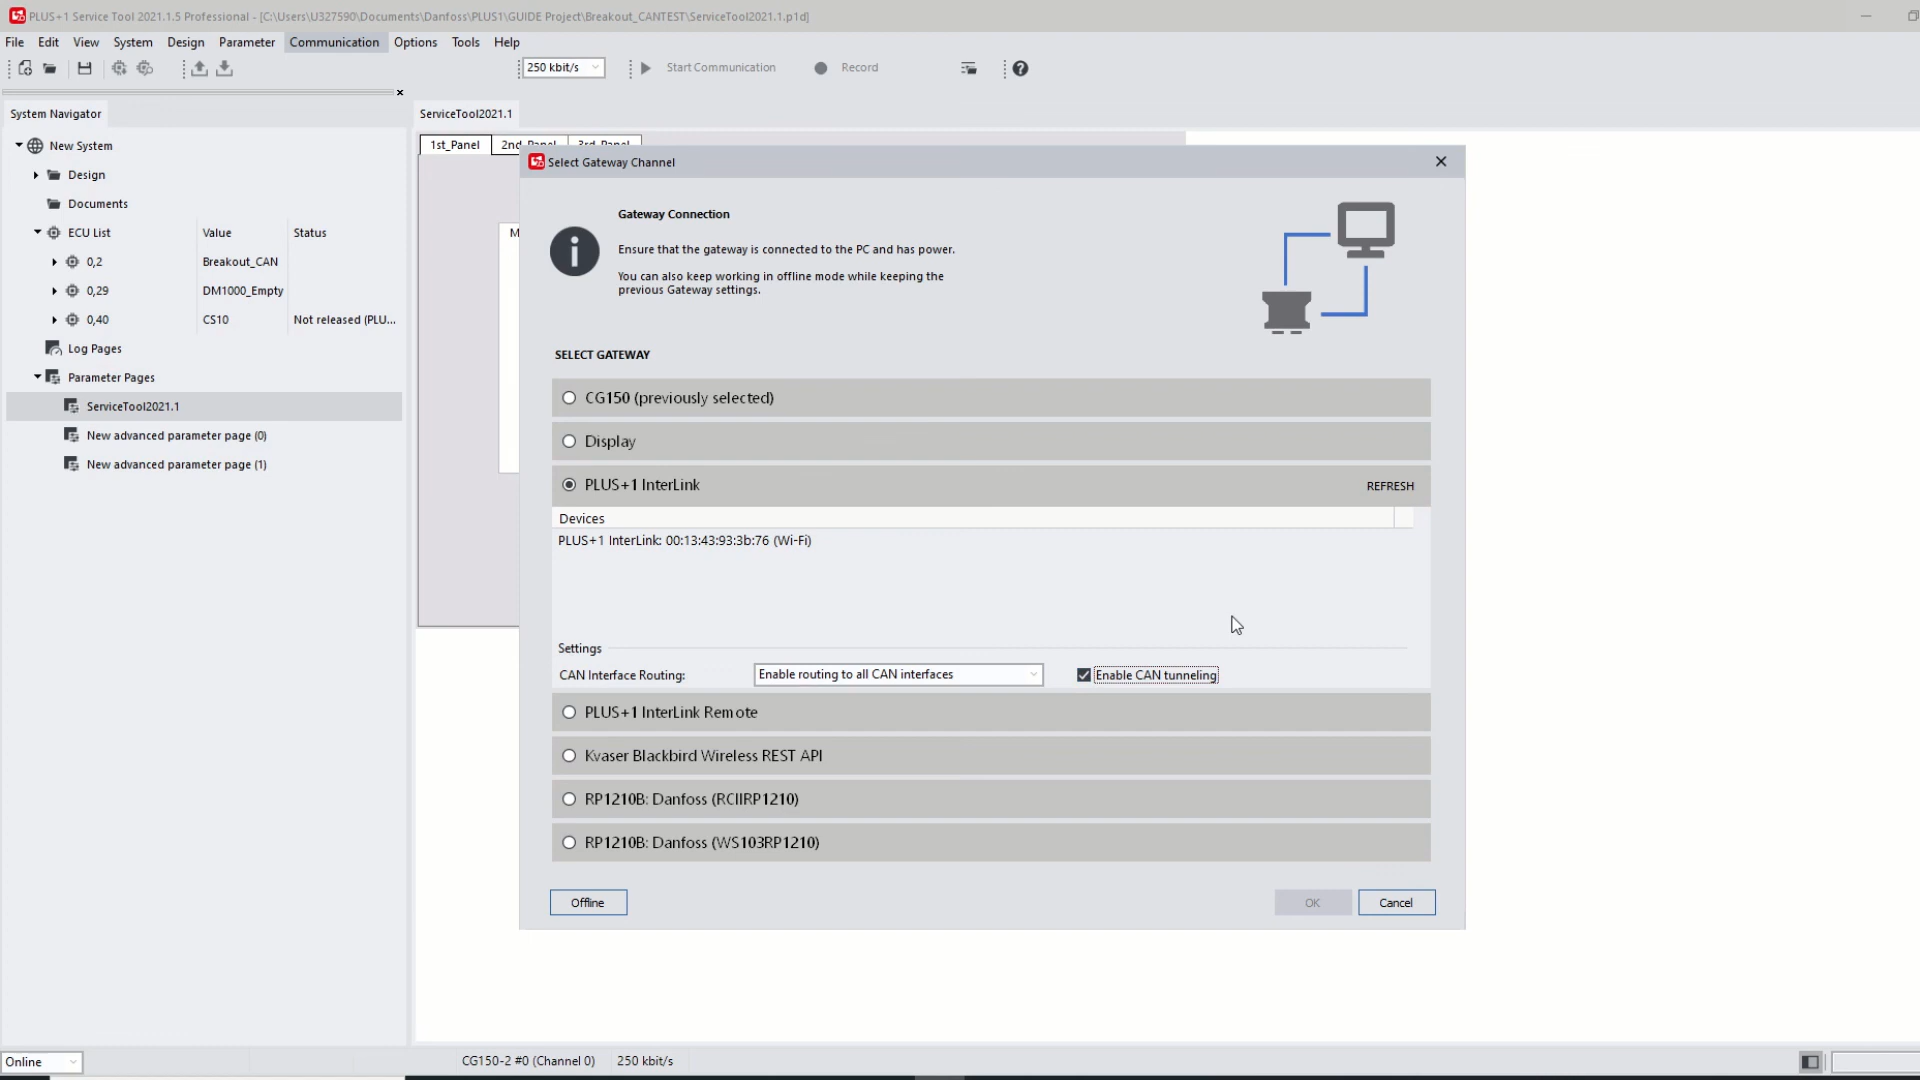 PLUS+1 Service Tool 2021.1.5 Professional - [C:\Users\U327590\Documents\Danfoss\PLUS1\GUIDE Project\Breakout_CANTEST\ServiceTool2021.1.p1d]
File Edit View System Design Parameter Communication Options Tools Help
250 kbit/s Start Communication Record
System Navigator
ServiceTool2021.1
New System
1st_Panel 2nd_Panel 3rd_Panel
Select Gateway Channel
Design
Documents
Gateway Connection
ECU List Value Status
M
Ensure that the gateway is connected to the PC and has power.
0,2 Breakout_CAN
You can also keep working in offline mode while keeping the
previous Gateway settings.
0,29 DM1000_Empty
0,40 CS10 Not released (PLU...
Log Pages
SELECT GATEWAY
Parameter Pages
CG150 (previously selected)
ServiceTool2021.1
New advanced parameter page (0)
Display
New advanced parameter page (1)
PLUS+1 InterLink REFRESH
Devices
PLUS+1 InterLink: 00:13:43:93:3b:76 (Wi-Fi)
Settings
CAN Interface Routing: Enable routing to all CAN interfaces Enable CAN tunneling
PLUS+1 InterLink Remote
Kvaser Blackbird Wireless REST API
RP1210B: Danfoss (RCIIRP1210)
RP1210B: Danfoss (WS103RP1210)
Offline OK Cancel
Online CG150-2 #0 (Channel 0) 250 kbit/s